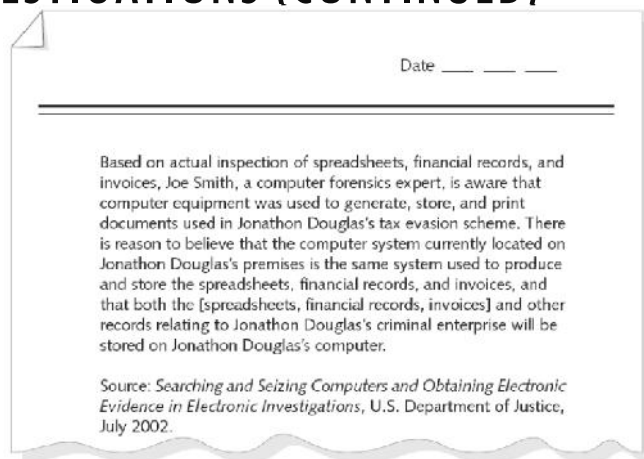 Date ___ ___ ___
Based on actual inspection of spreadsheets, financial records, and
invoices, Joe Smith, a computer forensics expert, is aware that
computer equipment was used to generate, store, and print
documents used in Jonathon Douglas's tax evasion scheme. There
is reason to believe that the computer system currently located on
Jonathon Douglas's premises is the same system used to produce
and store the spreadsheets, financial records, and invoices, and
that both the [spreadsheets, financial records, invoices] and other
records relating to Jonathon Douglas's criminal enterprise will be
stored on Jonathon Douglas's computer.
Source: Searching and Seizing Computers and Obtaining Electronic
Evidence in Electronic Investigations, U.S. Department of Justice,
July 2002.